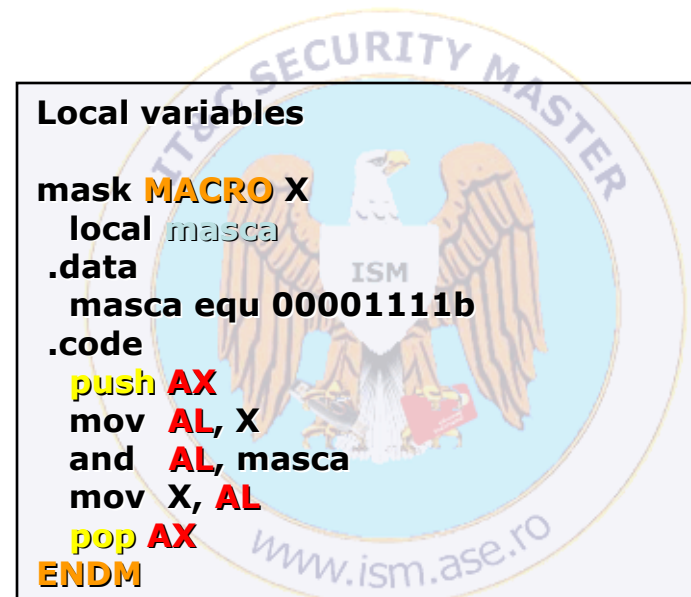 IT&C SECURITY MASTER
Local variables
mask MACRO X
local masca
ISM
.data
masca equ 00001111b
.code
push AX
mov AL, X
and AL, masca
mov X, AL
pop AX
ENDM
www.ism.ase.ro